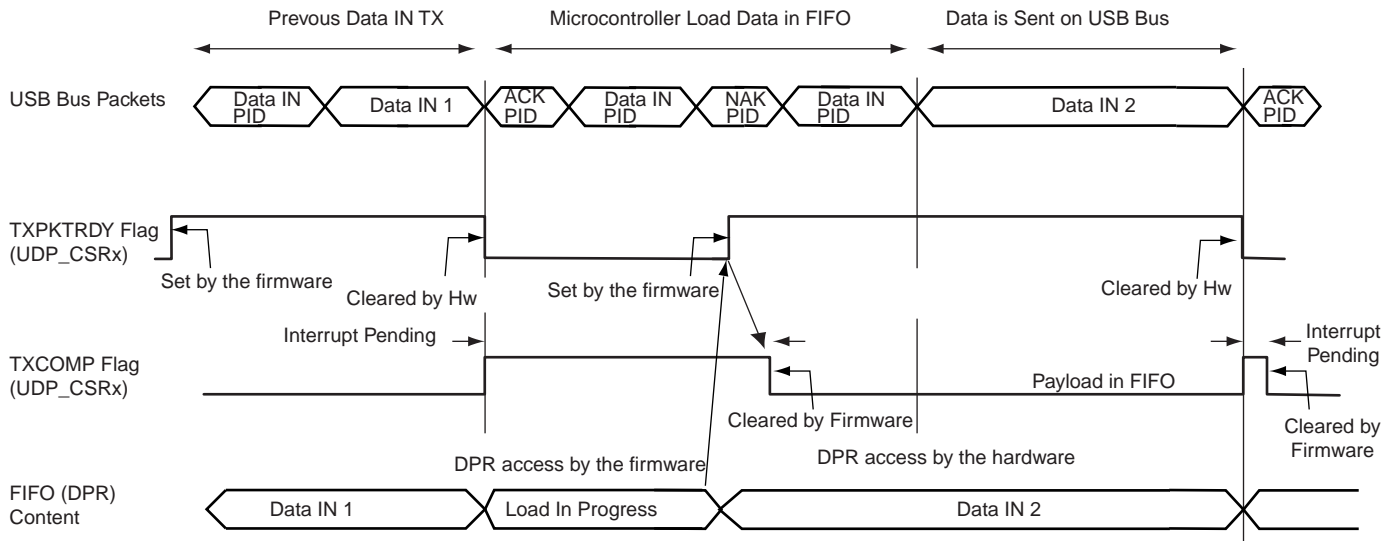 Prevous Data IN TX
Microcontroller Load Data in FIFO
Data is Sent on USB Bus
USB Bus Packets
Data IN
PID
Data IN 1
ACK
PID
Data IN
PID
NAK
PID
Data IN
PID
Data IN 2
ACK
PID
TXPKTRDY Flag
(UDP_CSRx)
Set by the firmware
Cleared by Hw
Set by the firmware
Cleared by Hw
Interrupt Pending
Interrupt
Pending
TXCOMP Flag
(UDP_CSRx)
Payload in FIFO
Cleared by Firmware
Cleared by
Firmware
DPR access by the firmware
DPR access by the hardware
FIFO (DPR)
Content
Data IN 1
Load In Progress
Data IN 2